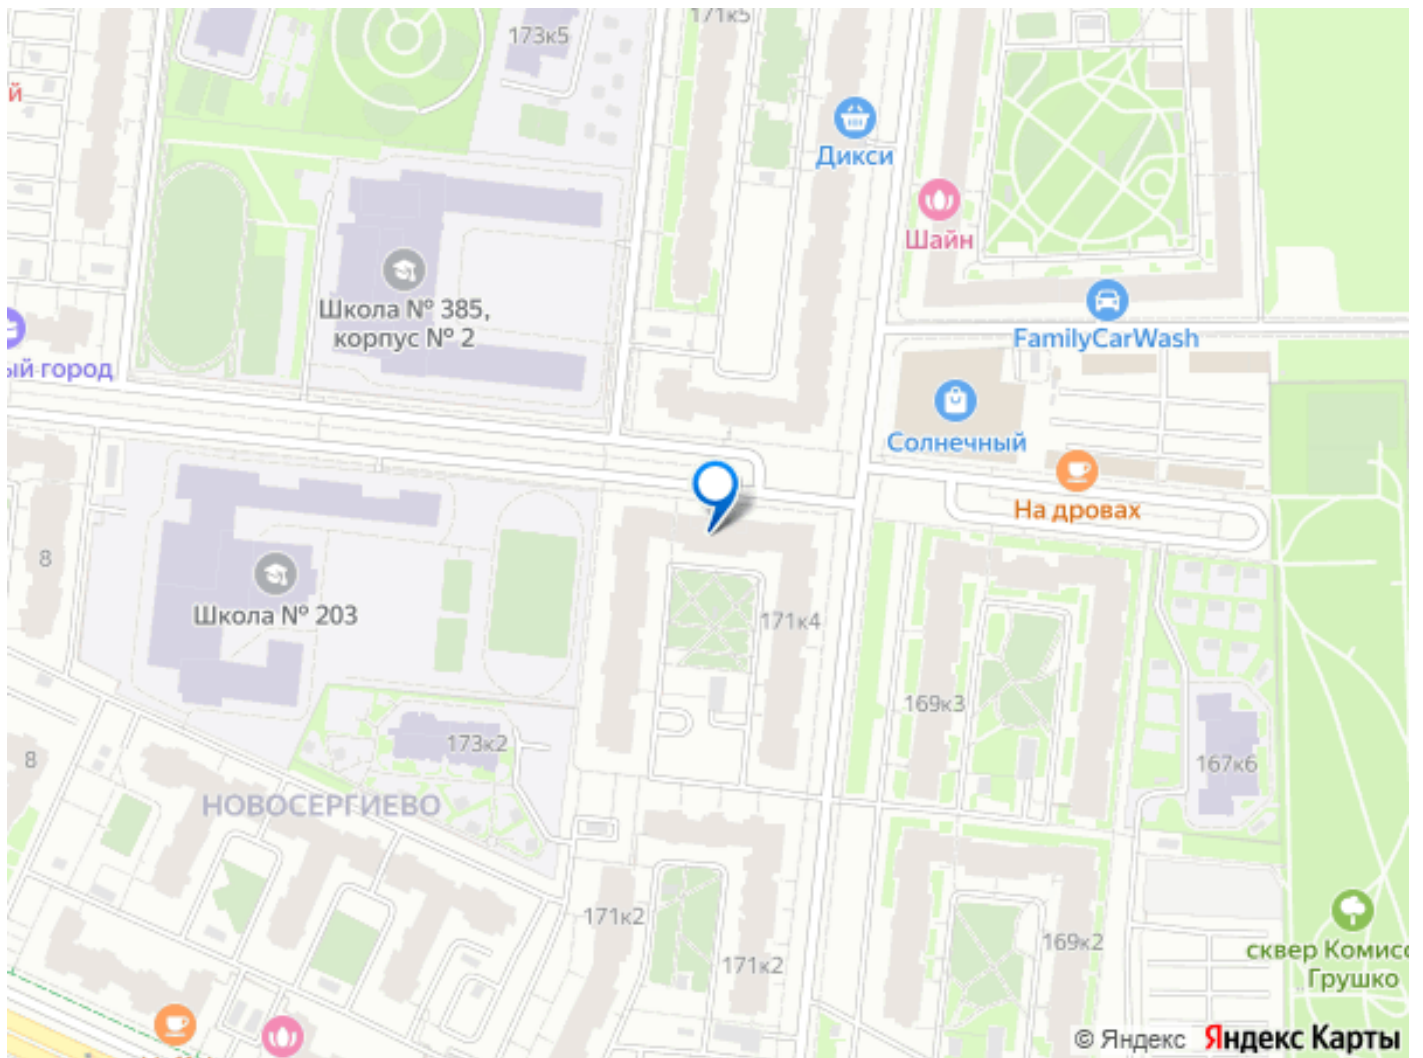 171к5
173к5
й
Дикси
Шайн
Школа № 385,
корпус № 2
FamilyCarWash
ый город
Солнечный
На дровах
8
Школа № 203
171к4
169к3
173к2
8
167к6
НОВОСЕРГИЕВО
171к2
169к2
171к2
сквер Комисс
Грушко
© Яндекс Яндекс Карты